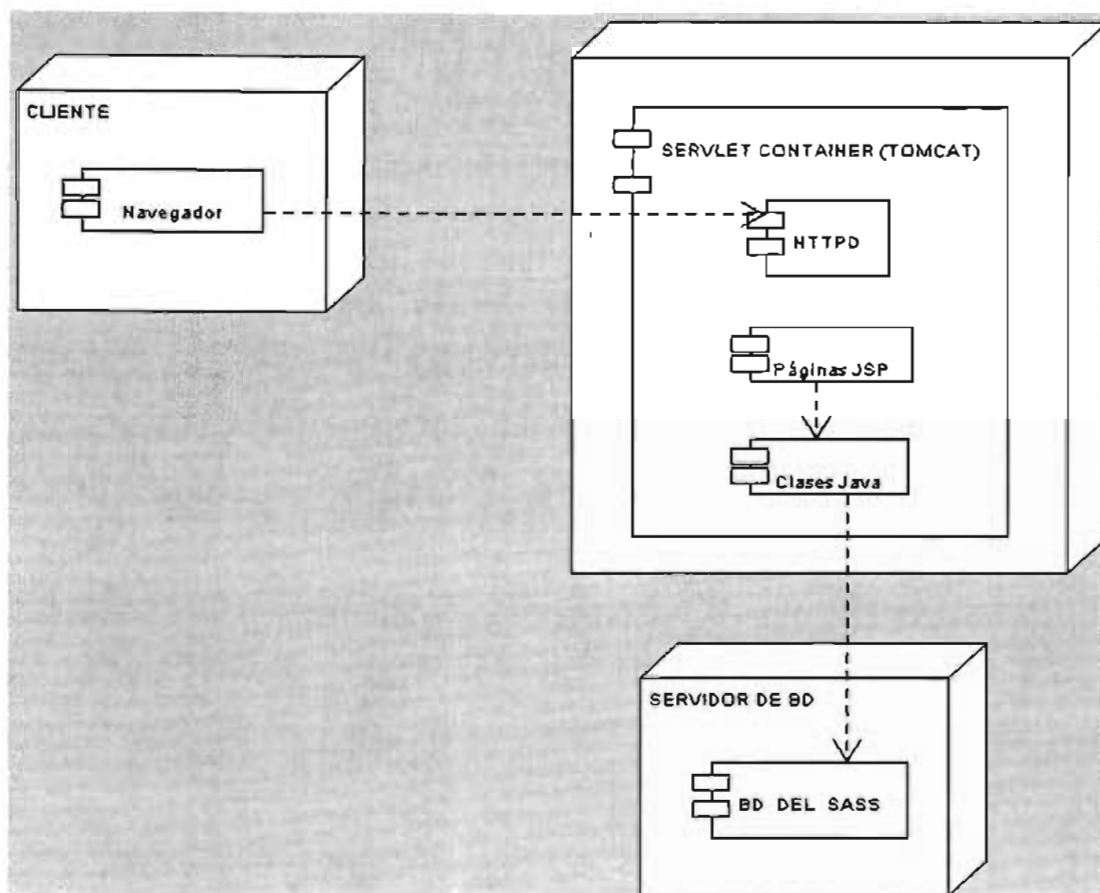 CLIENTE
Navegador
SERVLET CONTAINER (TOMCAT)
HTTPD
Páginas JSP
Clases Java
SERVIDOR DE BD
BD DEL SASS